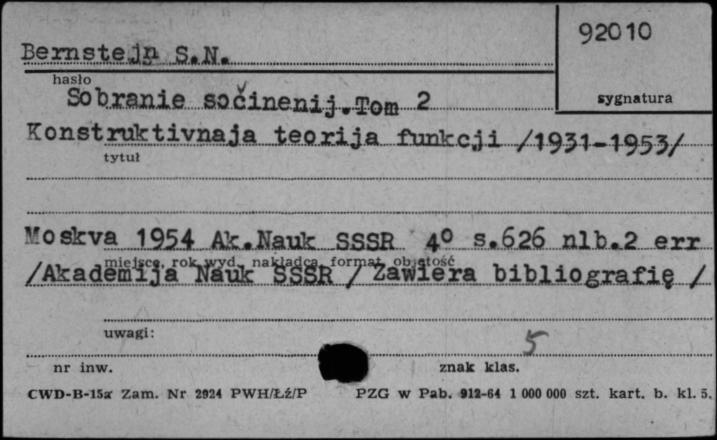 92010
Bernstejn S.N.
hasło
sygnatura
Sobranie sočinenij.Tom 2
Konstruktivnaja teorija funkcji /1931-1953/
tytuł
Moskva 1954 Ak.Nauk SSSR 4º s.626 nlb.2 err
miejsce, rok wyd., nakładca, format, objętość
/Akademija Nauk SSSR / Zawiera bibliografię /
uwagi:
5
nr inw.
znak klas.
CWD-B-15a Zam. Nr 2924 PWH/Łź/P PZG w Pab. 912-64 1 000 000 szt. kart. b. kl. 5.